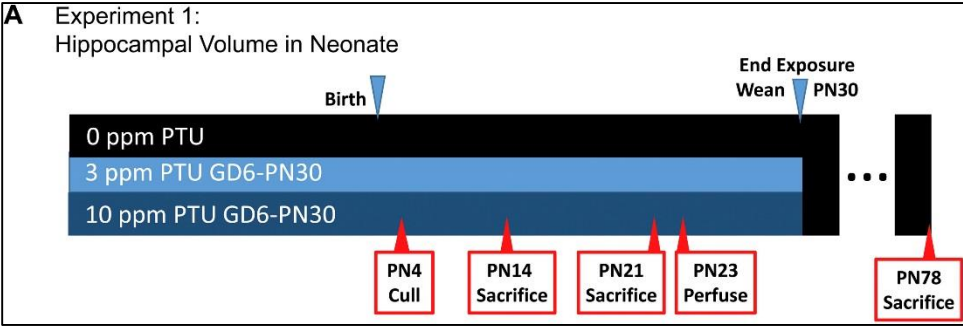 A Experiment 1:
Hippocampal Volume in Neonate
End Exposure
Birth Wean PN30
0 ppm PTU
3 ppm PTU GD6-PN30
10 ppm PTU GD6-PN30
...
PN4
Cull
PN14
Sacrifice
PN21
Sacrifice
PN23
Perfuse
PN78
Sacrifice